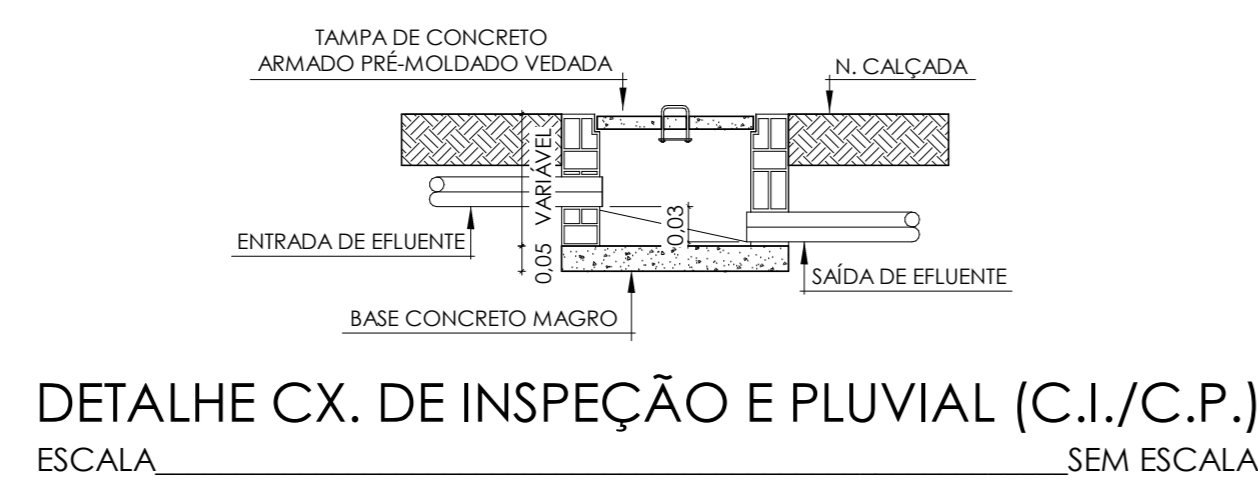 TAMPA DE CONCRETO
ARMADO PRÉ-MOLDADO VEDADA
N. CALÇADA
VARIÁVEL
0,03
ENTRADA DE EFLUENTE
0,05
SAÍDA DE EFLUENTE
BASE CONCRETO MAGRO
DETALHE CX. DE INSPEÇÃO E PLUVIAL (C.I./C.P.)
ESCALA SEM ESCALA